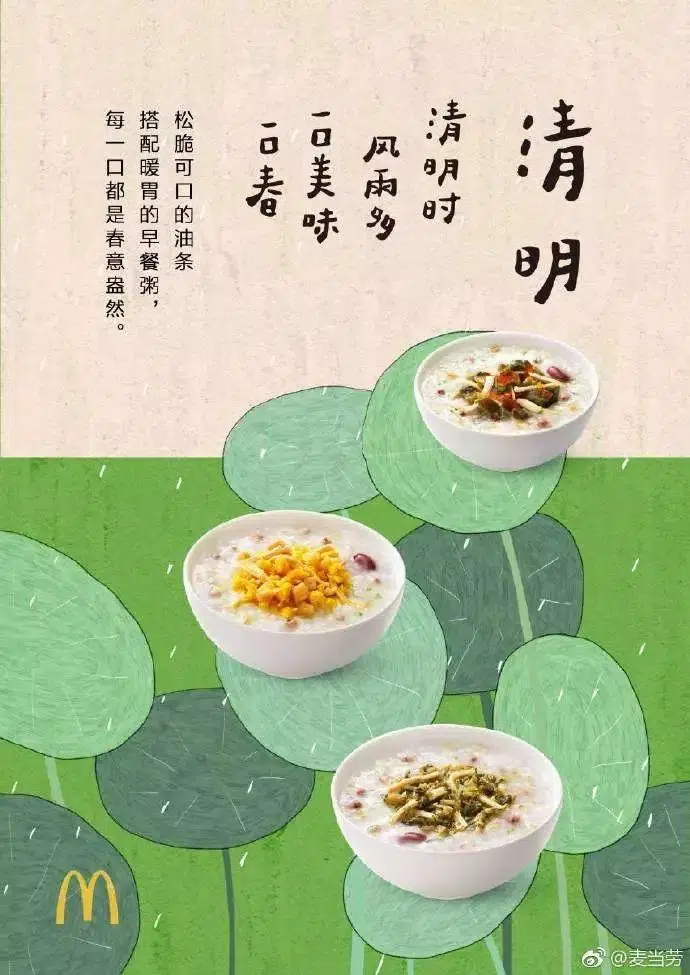 清明
清明时
风雨多
一口美味
一口春
松脆可口的油条
搭配暖胃的早餐粥，
每一口都是春意盎然。
@麦当劳